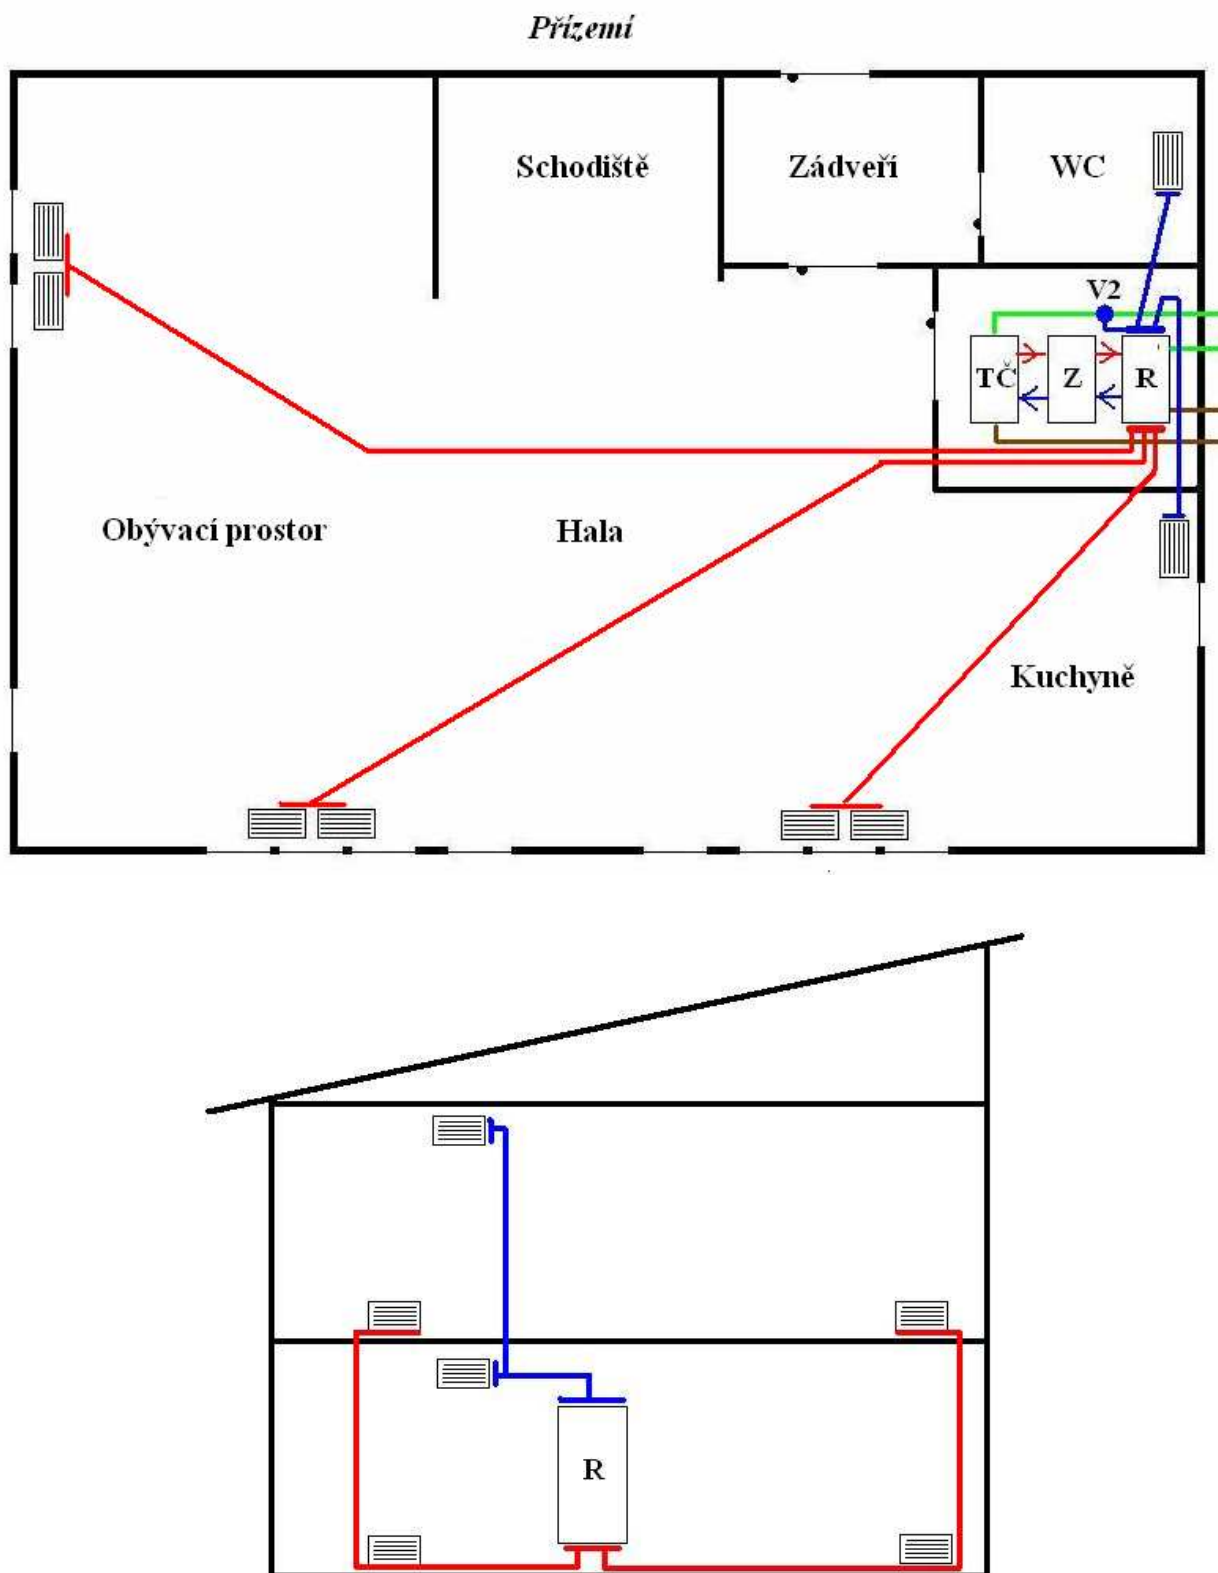 Přízemí
Schodiště
Zádveří
WC
V2
TČ
Z
R
Obývací prostor
Hala
Kuchyně
R